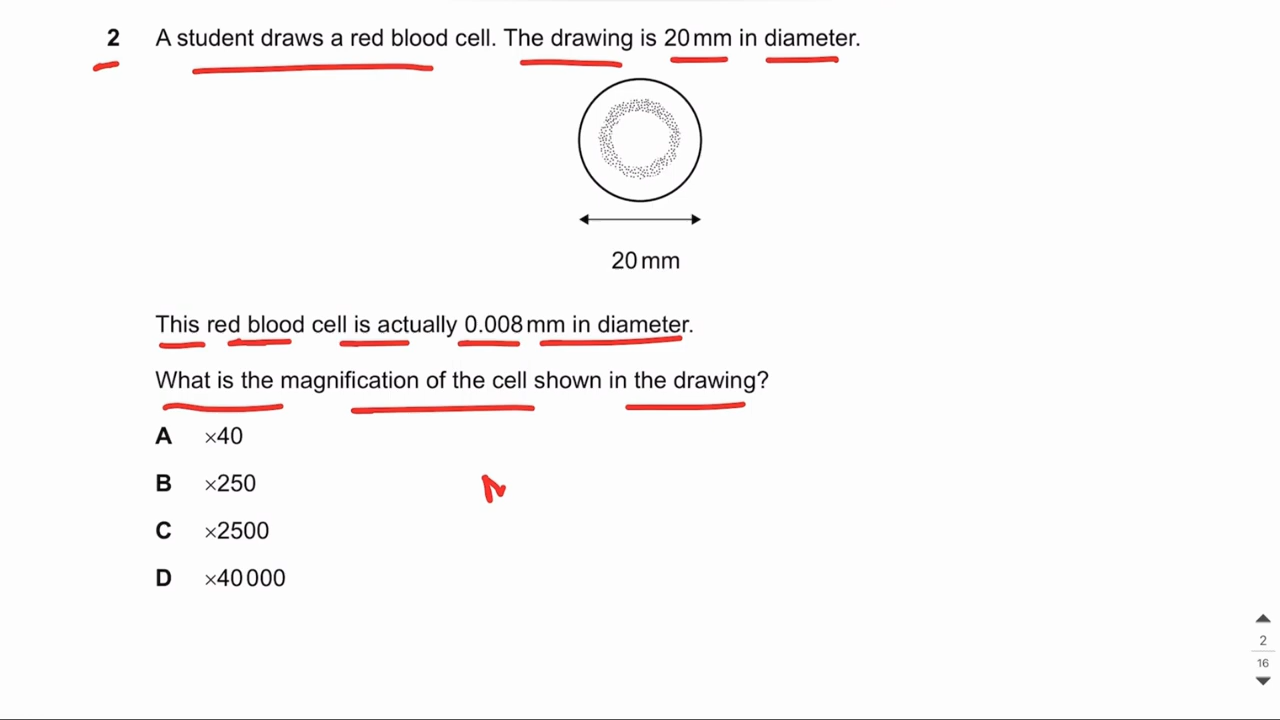 2 A student draws a red blood cell. The drawing is 20 mm in diameter.
20 mm
This red blood cell is actually 0.008 mm in diameter.
What is the magnification of the cell shown in the drawing?
A ×40
B ×250
C ×2500
D ×40 000
2
16